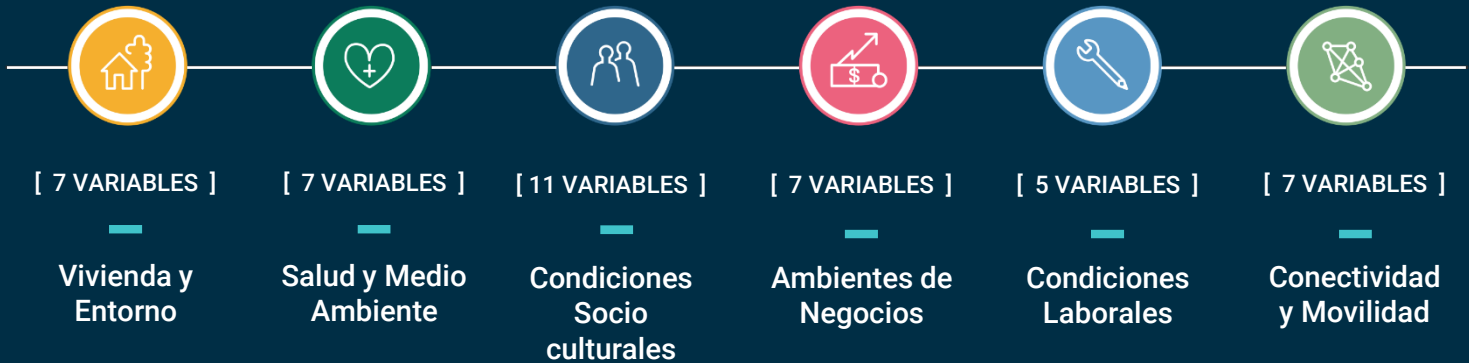 $
[ 7 VARIABLES ]
Vivienda y
Entorno
[ 7 VARIABLES ]
Salud y Medio
Ambiente
[ 11 VARIABLES ]
Condiciones
Socio
culturales
[ 7 VARIABLES ]
Ambientes de
Negocios
[ 5 VARIABLES ]
Condiciones
Laborales
[ 7 VARIABLES ]
Conectividad
y Movilidad